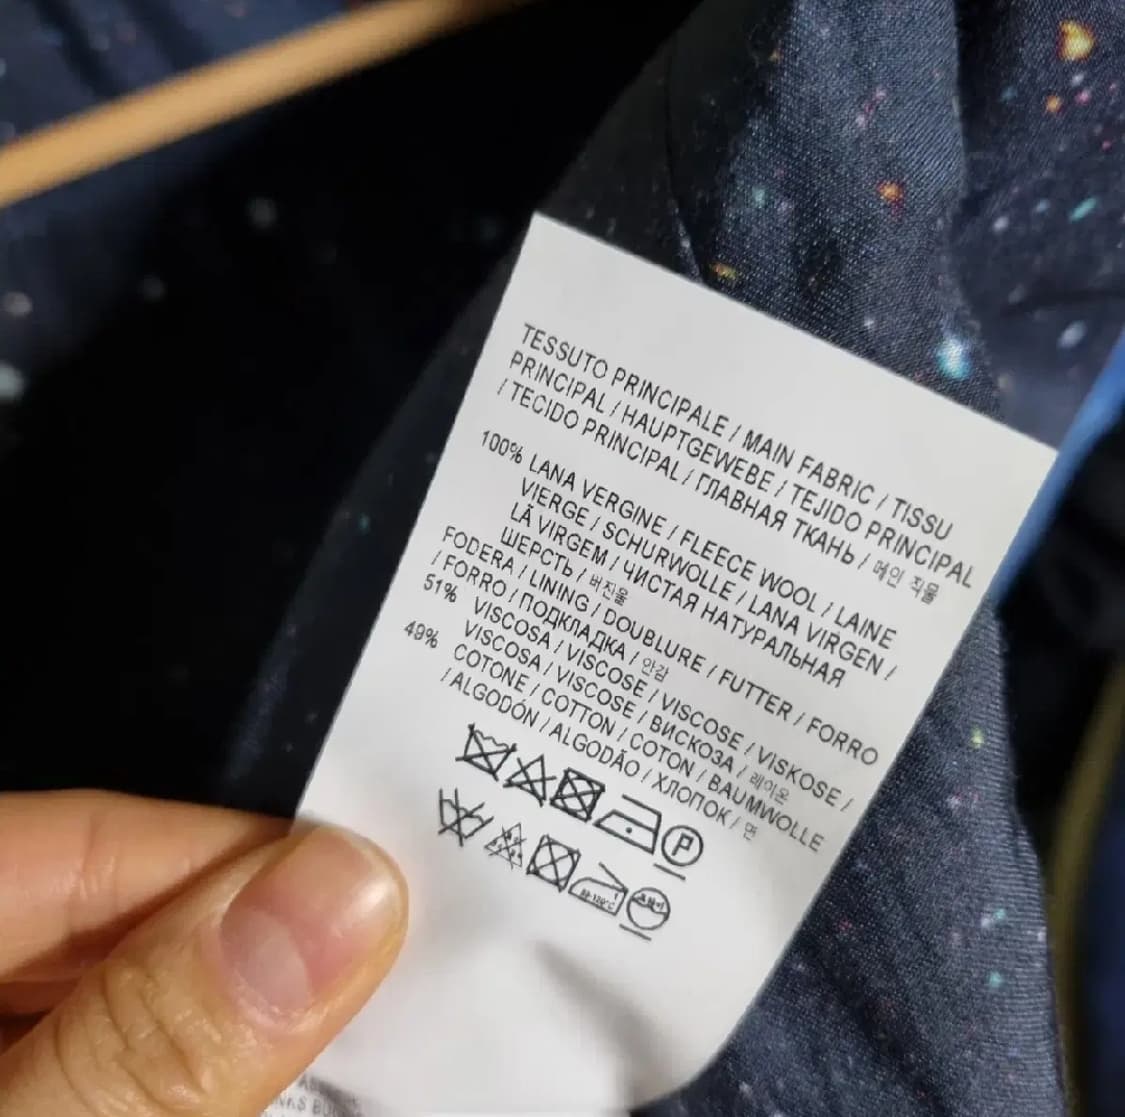 TESSUTO PRINCIPALE / MAIN FABRIC / TISSU
PRINCIPAL / HAUPTGEWEBE / TEJIDO PRINCIPAL
/ TECIDO PRINCIPAL / ГЛАВНАЯ ТКАНЬ / 메인 직물
100% LANA VERGINE / FLEECE WOOL / LAINE
VIERGE / SCHURWOLLE / LANA VIRGEN /
LÃ VIRGEM / ЧИСТАЯ НАТУРАЛЬНАЯ
ШЕРСТЬ / 버진울
FODERA / LINING / DOUBLURE / FUTTER / FORRO
/ FORRO / ПОДКЛАДКА / 안감
51% VISCOSA / VISCOSE / VISCOSE / VISKOSE /
VISCOSA / VISCOSE / ВИСКОЗА / 레이온
49% COTONE / COTTON / COTON / BAUMWOLLE
/ ALGODÓN / ALGODÃO / ХЛОПОК / 면
P